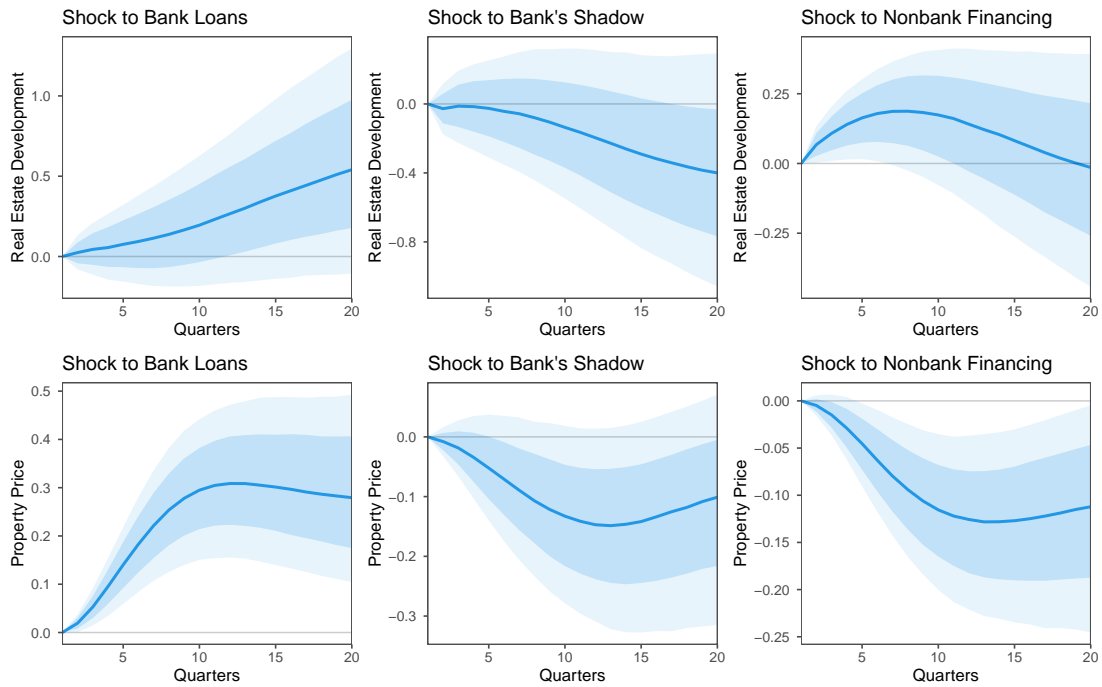 Shock to Bank Loans
Shock to Bank's Shadow
Shock to Nonbank Financing
Real Estate Development
1.0
0.5
0.0
5
10
15
20
Quarters
Real Estate Development
0.0
−0.4
−0.8
5
10
15
20
Quarters
Real Estate Development
0.25
0.00
−0.25
5
10
15
20
Quarters
Shock to Bank Loans
Shock to Bank's Shadow
Shock to Nonbank Financing
Property Price
0.5
0.4
0.3
0.2
0.1
0.0
5
10
15
20
Quarters
Property Price
0.0
−0.1
−0.2
−0.3
5
10
15
20
Quarters
Property Price
0.00
−0.05
−0.10
−0.15
−0.20
−0.25
5
10
15
20
Quarters